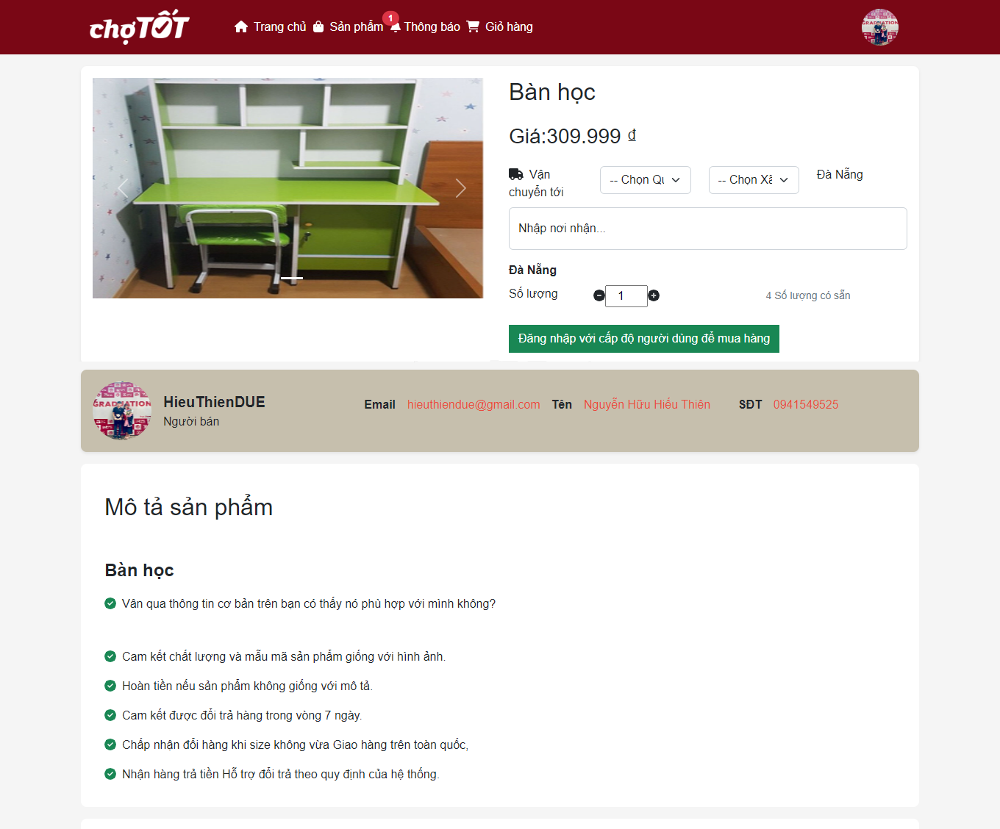 chợTỐT
Trang chủ Sản phẩm 1 Thông báo Giỏ hàng
Bàn học
Giá:309.999 ₫
Vận chuyển tới
-- Chọn Qu
-- Chọn Xã
Đà Nẵng
Nhập nơi nhận...
Đà Nẵng
Số lượng 1 4 Số lượng có sẵn
Đăng nhập với cấp độ người dùng để mua hàng
GRADUATION
HieuThienDUE
Người bán
Email hieuthiendue@gmail.com Tên Nguyễn Hữu Hiếu Thiên SĐT 0941549525
Mô tả sản phẩm
Bàn học
Vân qua thông tin cơ bản trên bạn có thấy nó phù hợp với mình không?
Cam kết chất lượng và mẫu mã sản phẩm giống với hình ảnh.
Hoàn tiền nếu sản phẩm không giống với mô tả.
Cam kết được đổi trả hàng trong vòng 7 ngày.
Chấp nhận đổi hàng khi size không vừa Giao hàng trên toàn quốc,
Nhận hàng trả tiền Hỗ trợ đổi trả theo quy định của hệ thống.